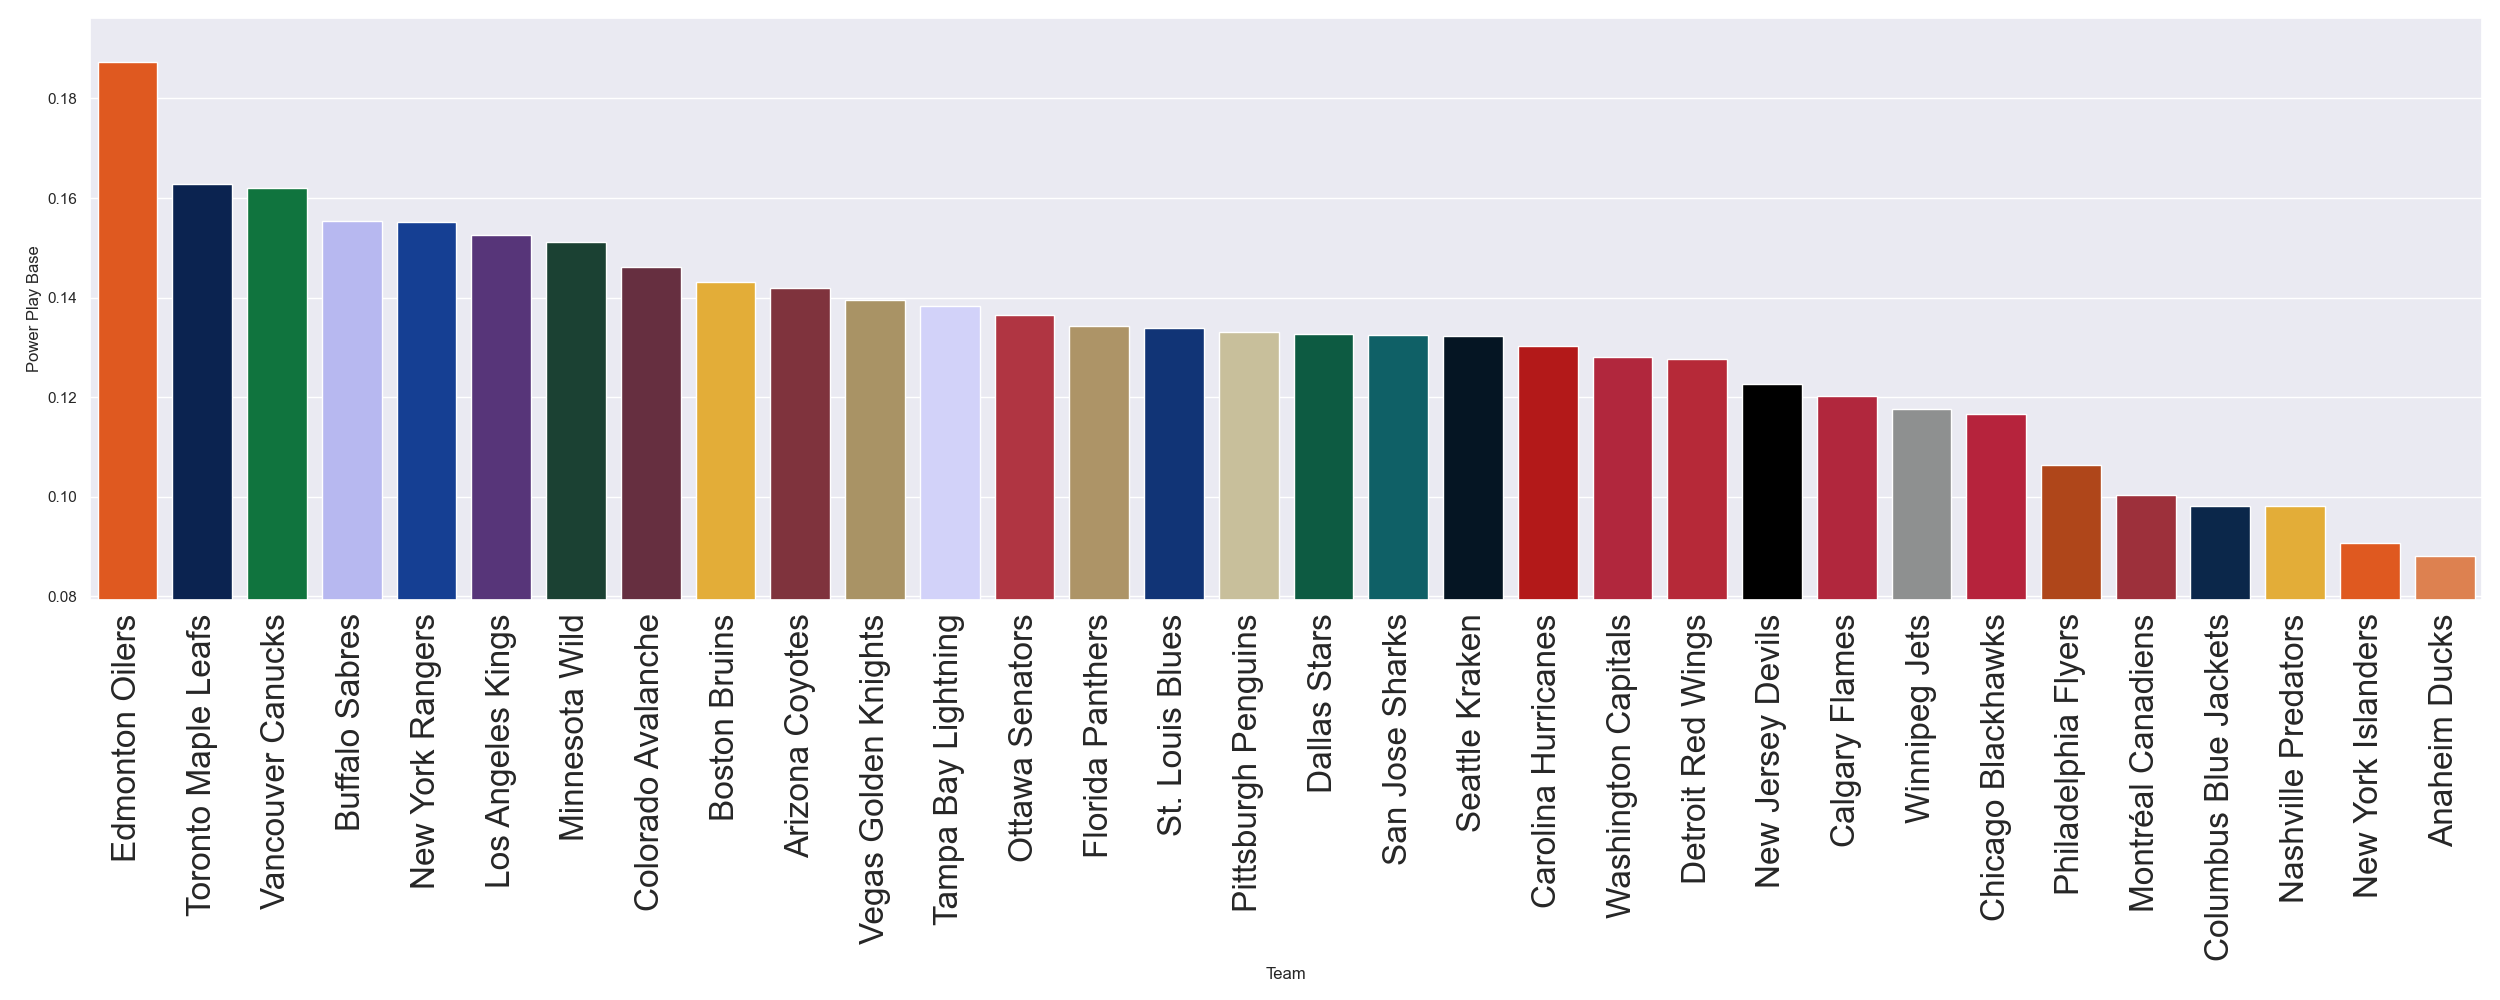 0.18
0.16
0.14
0.12
0.10
0.08
Power Play Base
Edmonton Oilers
Toronto Maple Leafs
Vancouver Canucks
Buffalo Sabres
New York Rangers
Los Angeles Kings
Minnesota Wild
Colorado Avalanche
Boston Bruins
Arizona Coyotes
Vegas Golden Knights
Tampa Bay Lightning
Ottawa Senators
Florida Panthers
St. Louis Blues
Pittsburgh Penguins
Dallas Stars
San Jose Sharks
Seattle Kraken
Carolina Hurricanes
Washington Capitals
Detroit Red Wings
New Jersey Devils
Calgary Flames
Winnipeg Jets
Chicago Blackhawks
Philadelphia Flyers
Montréal Canadiens
Columbus Blue Jackets
Nashville Predators
New York Islanders
Anaheim Ducks
Team